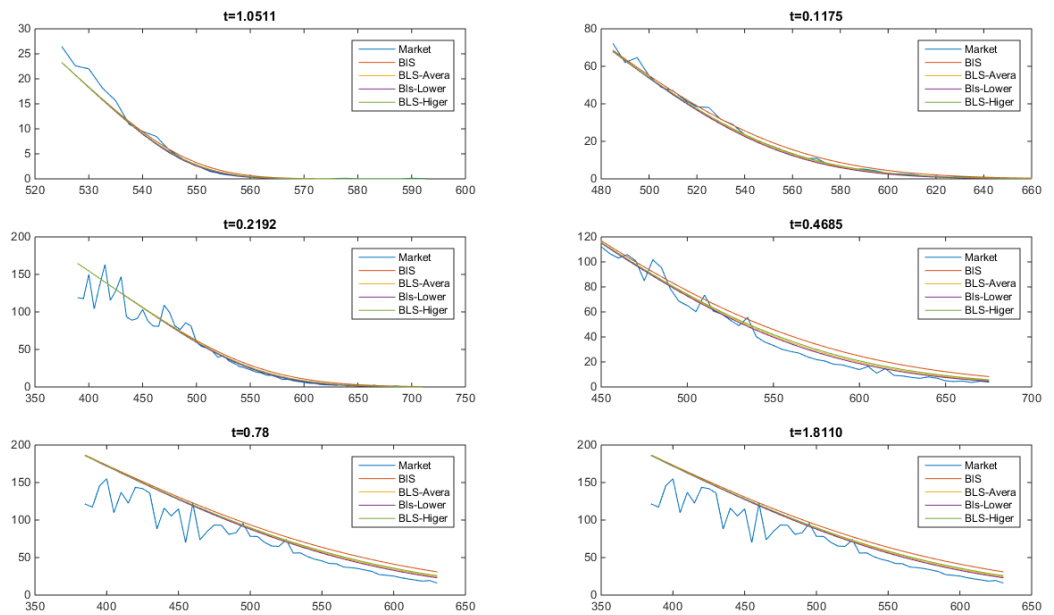 t=1.0511
30
25
20
15
10
5
0
520 530 540 550 560 570 580 590 600
Market
BIS
BLS-Avera
Bls-Lower
BLS-Higer
t=0.1175
80
60
40
20
0
480 500 520 540 560 580 600 620 640 660
Market
BIS
BLS-Avera
Bls-Lower
BLS-Higer
t=0.2192
200
150
100
50
0
350 400 450 500 550 600 650 700 750
Market
BIS
BLS-Avera
Bls-Lower
BLS-Higer
t=0.4685
120
100
80
60
40
20
0
450 500 550 600 650 700
Market
BIS
BLS-Avera
Bls-Lower
BLS-Higer
t=0.78
200
150
100
50
0
350 400 450 500 550 600 650
Market
BIS
BLS-Avera
Bls-Lower
BLS-Higer
t=1.8110
200
150
100
50
0
350 400 450 500 550 600 650
Market
BIS
BLS-Avera
Bls-Lower
BLS-Higer